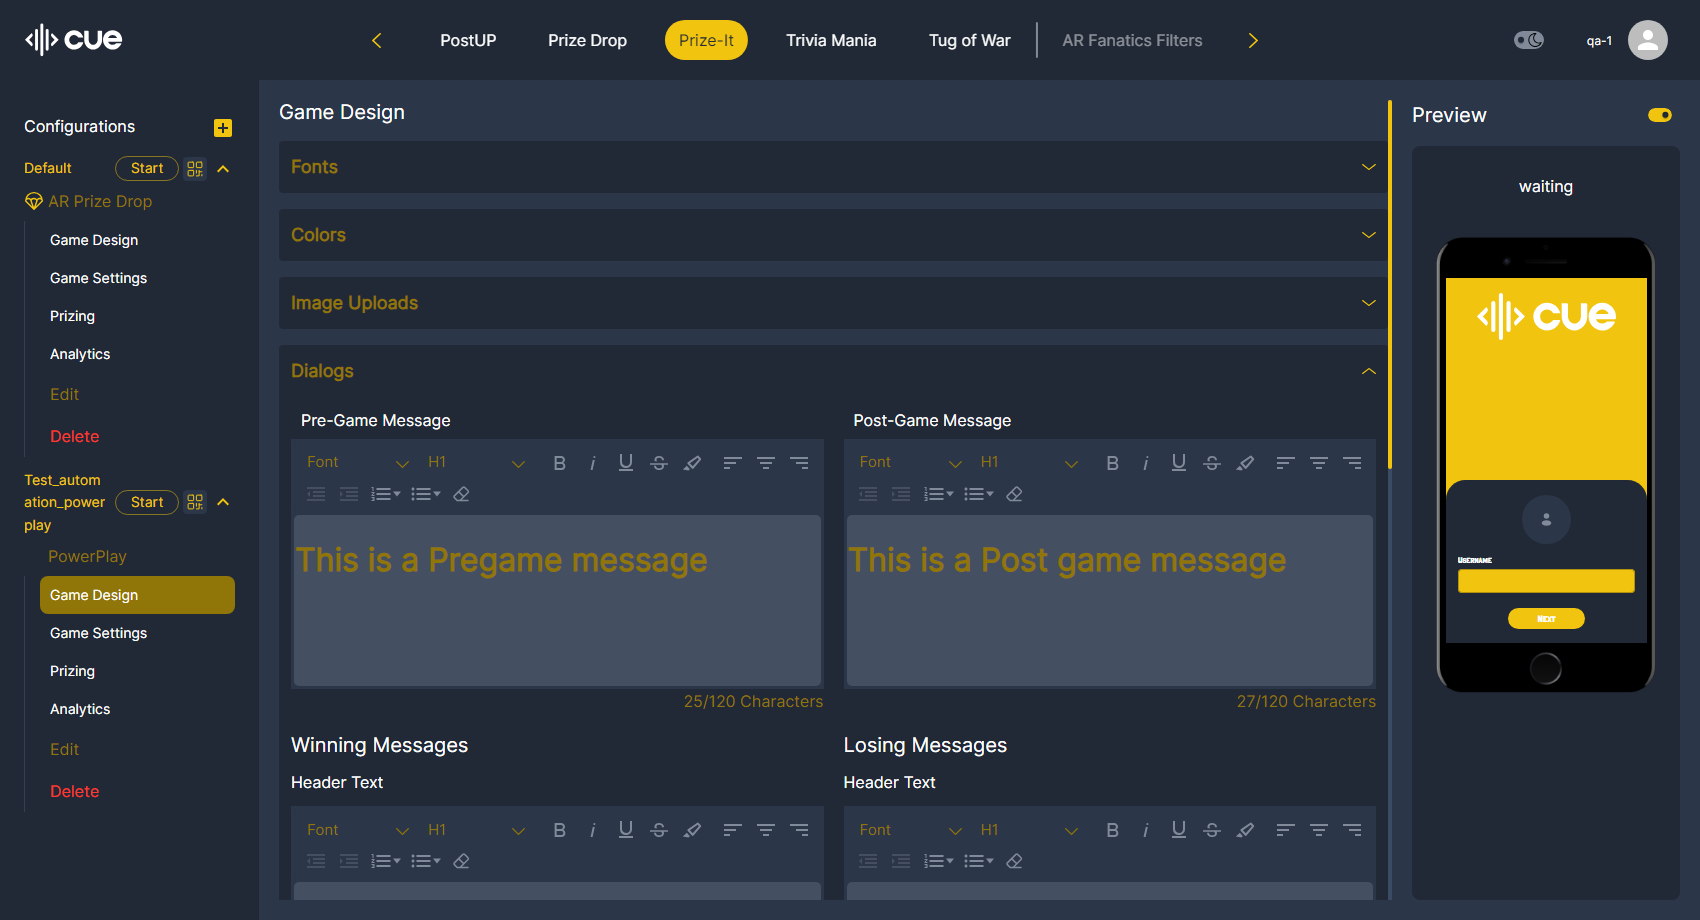 cue
PostUP
Prize Drop
Prize-It
Trivia Mania
Tug of War
AR Fanatics Filters
qa-1
Configurations
Default
Start
AR Prize Drop
Game Design
Game Settings
Prizing
Analytics
Edit
Delete
Test_autom
ation_power
play
Start
PowerPlay
Game Design
Game Settings
Prizing
Analytics
Edit
Delete
Game Design
Fonts
Colors
Image Uploads
Dialogs
Pre-Game Message
Font H1
This is a Pregame message
25/120 Characters
Post-Game Message
Font H1
This is a Post game message
27/120 Characters
Winning Messages
Header Text
Font H1
Losing Messages
Header Text
Font H1
Preview
waiting
cue
Username
Next